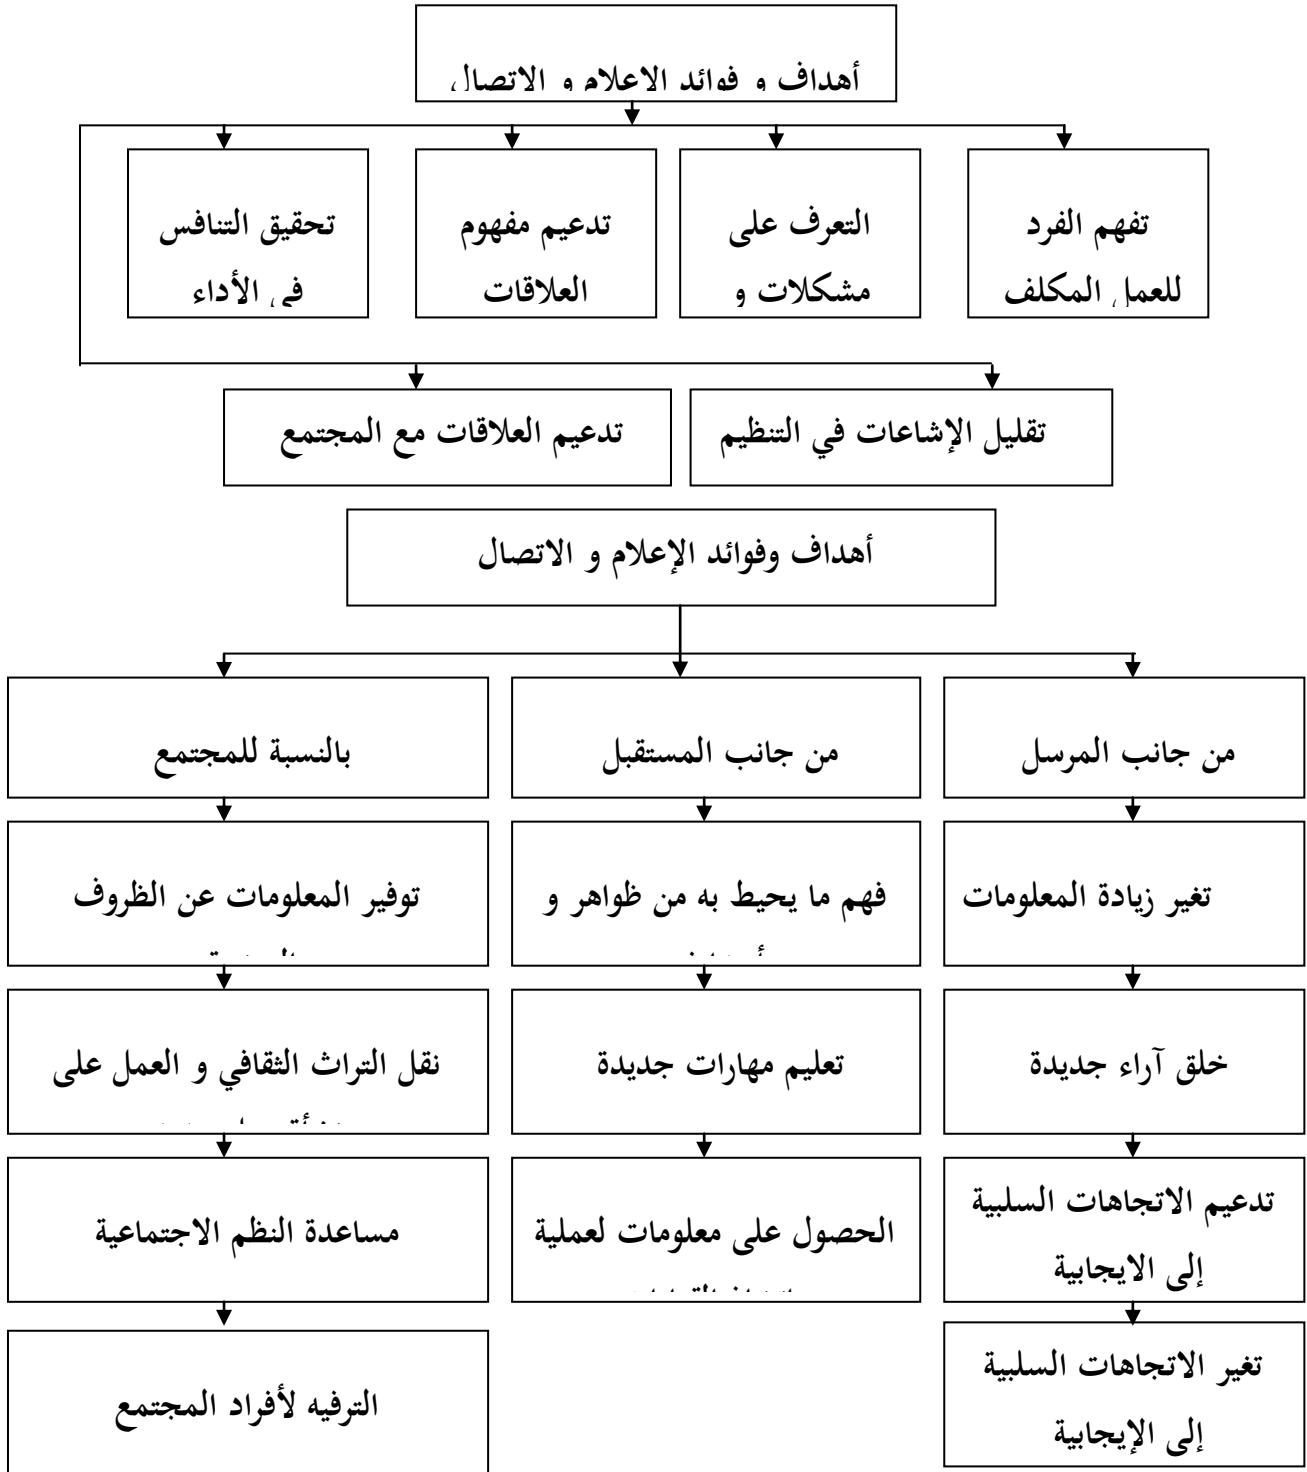 أهداف و فوائد الاعلام و الاتصال
تفهم الفرد
للعمل المكلف
التعرف على
مشكلات و
تدعيم مفهوم
العلاقات
تحقيق التنافس
في الأداء
تقليل الإشاعات في التنظيم
تدعيم العلاقات مع المجتمع
أهداف وفوائد الإعلام و الاتصال
من جانب المرسل
من جانب المستقبل
بالنسبة للمجتمع
تغير زيادة المعلومات
فهم ما يحيط به من ظواهر و
توفير المعلومات عن الظروف
خلق آراء جديدة
تعليم مهارات جديدة
نقل التراث الثقافي و العمل على
تدعيم الاتجاهات السلبية
إلى الايجابية
الحصول على معلومات لعملية
مساعدة النظم الاجتماعية
تغير الاتجاهات السلبية
إلى الإيجابية
الترفيه لأفراد المجتمع